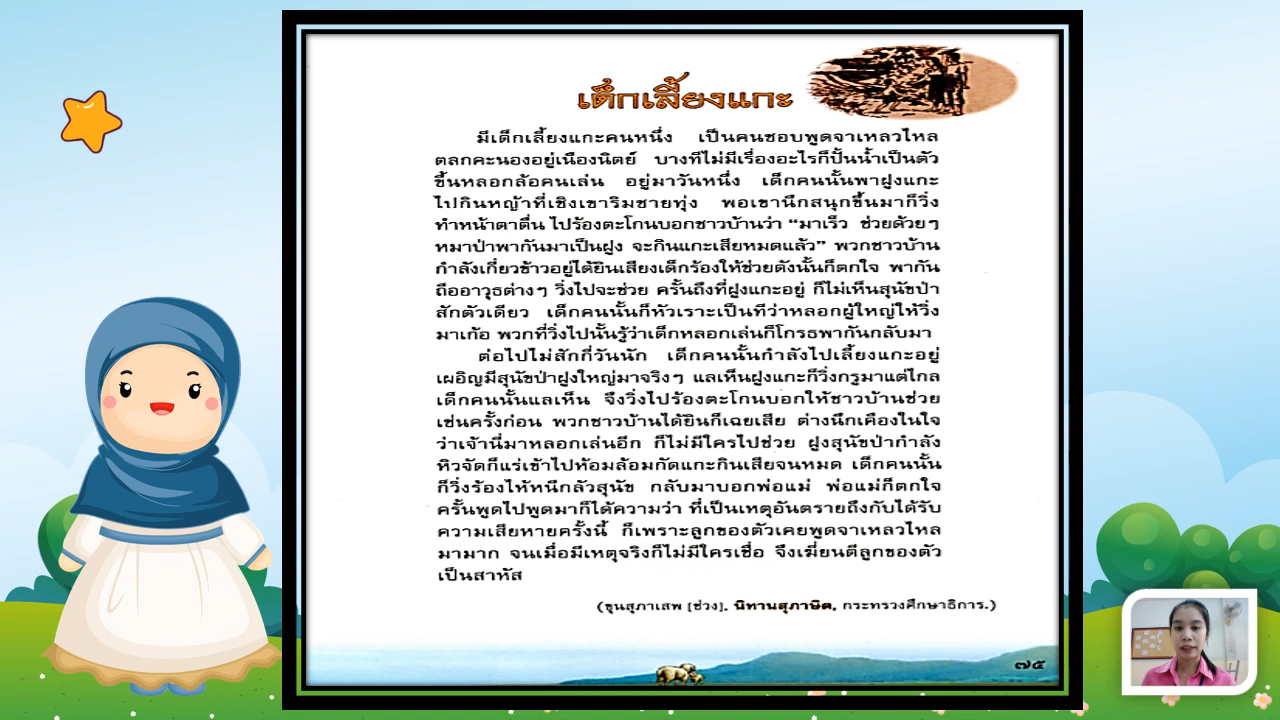 เด็กเลี้ยงแกะ
มีเด็กเลี้ยงแกะคนหนึ่ง เป็นคนชอบพูดจาเหลวไหล
ตลกคะนองอยู่เนืองนิตย์ บางทีไม่มีเรื่องอะไรก็ปั้นน้ำเป็นตัว
ขึ้นหลอกล้อคนเล่น อยู่มาวันหนึ่ง เด็กคนนั้นพาฝูงแกะ
ไปกินหญ้าที่เชิงเขาริมชายทุ่ง พอเขานึกสนุกขึ้นมาก็วิ่ง
ทำหน้าตาตื่น ไปร้องตะโกนบอกชาวบ้านว่า “มาเร็ว ช่วยด้วยๆ
หมาป่าพากันมาเป็นฝูง จะกินแกะเสียหมดแล้ว” พวกชาวบ้าน
กำลังเกี่ยวข้าวอยู่ได้ยินเสียงเด็กร้องให้ช่วยดังนั้นก็ตกใจ พากัน
ถืออาวุธต่างๆ วิ่งไปจะช่วย ครั้นถึงที่ฝูงแกะอยู่ ก็ไม่เห็นสุนัขป่า
สักตัวเดียว เด็กคนนั้นก็หัวเราะเป็นทีว่าหลอกผู้ใหญ่ให้วิ่ง
มาเก้อ พวกที่วิ่งไปนั้นรู้ว่าเด็กหลอกเล่นก็โกรธพากันกลับมา
ต่อไปไม่สักกี่วันนัก เด็กคนนั้นกำลังไปเลี้ยงแกะอยู่
เผอิญมีสุนัขป่าฝูงใหญ่มาจริงๆ แลเห็นฝูงแกะก็วิ่งกรูมาแต่ไกล
เด็กคนนั้นแลเห็น จึงวิ่งไปร้องตะโกนบอกให้ชาวบ้านช่วย
เช่นครั้งก่อน พวกชาวบ้านได้ยินก็เฉยเสีย ต่างนึกเคืองในใจ
ว่าเจ้านี่มาหลอกเล่นอีก ก็ไม่มีใครไปช่วย ฝูงสุนัขป่ากำลัง
หิวจัดก็แร่เข้าไปห้อมล้อมกัดแกะกินเสียจนหมด เด็กคนนั้น
ก็วิ่งร้องไห้หนีกลัวสุนัข กลับมาบอกพ่อแม่ พ่อแม่ก็ตกใจ
ครั้นพูดไปพูดมาก็ได้ความว่า ที่เป็นเหตุอันตรายถึงกับได้รับ
ความเสียหายครั้งนี้ ก็เพราะลูกของตัวเคยพูดจาเหลวไหล
มามาก จนเมื่อมีเหตุจริงก็ไม่มีใครเชื่อ จึงเฆี่ยนตีลูกของตัว
เป็นสาหัส
(ขุนสุภาเสพ [ช่วง]. นิทานสุภาษิต, กระทรวงศึกษาธิการ.)
๗๕